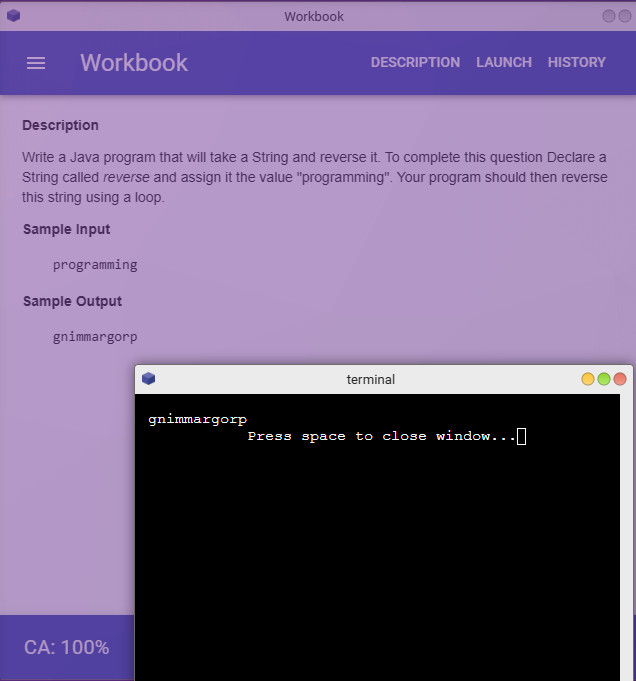 Workbook
Workbook
DESCRIPTION LAUNCH HISTORY
Description
Write a Java program that will take a String and reverse it. To complete this question Declare a
String called reverse and assign it the value "programming". Your program should then reverse
this string using a loop.
Sample Input
programming
Sample Output
gnimmargorp
terminal
gnimmargorp
Press space to close window...
CA: 100%